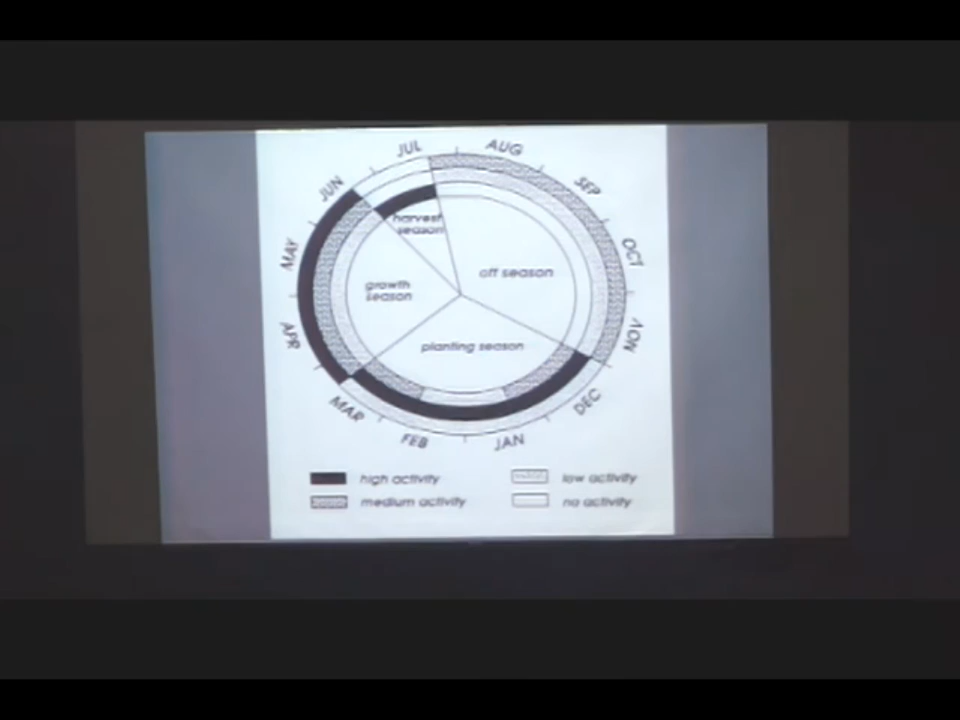 JUL
AUG
SEP
OCT
NOV
DEC
JAN
FEB
MAR
APR
MAY
JUN
harvest
season
off season
growth
season
planting season
high activity
medium activity
low activity
no activity